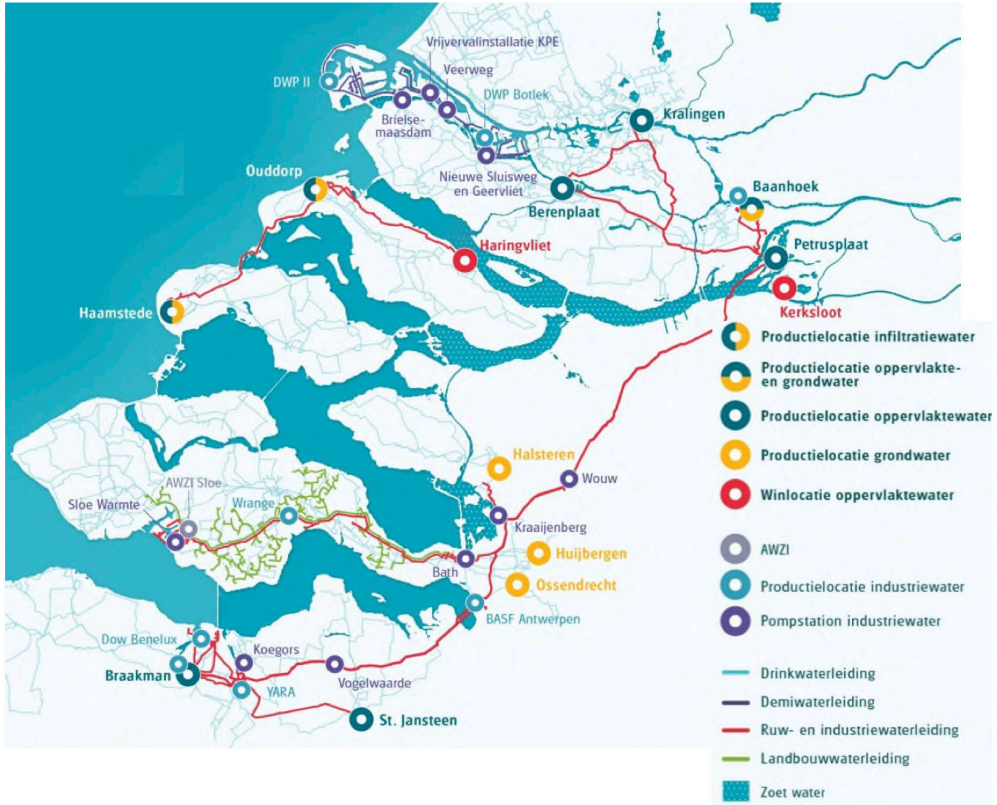 Vrijvervalinstallatie KPE
Veerweg
DWP II
DWP Botlek
Brielse-
maasdam
Kralingen
Nieuwe Sluisweg
en Geervliet
Ouddorp
Baanhoek
Berenplaat
Haringvliet
Petrusplaat
Haamstede
Kerksloot
Productielocatie infiltratiewater
Productielocatie oppervlakte-
en grondwater
Productielocatie oppervlaktewater
Productielocatie grondwater
Winlocatie oppervlaktewater
AWZI
Productielocatie industriewater
Pompstation industriewater
Drinkwaterleiding
Demiwaterleiding
Ruw- en industriewaterleiding
Landbouwwaterleiding
Zoet water
Halsteren
Wouw
AWZI Sloe
Sloe Warmte
Wrange
Kraaijenberg
Huijbergen
Bath
Ossendrecht
BASF Antwerpen
Dow Benelux
Koegors
Braakman
Vogelwaarde
YARA
St. Jansteen